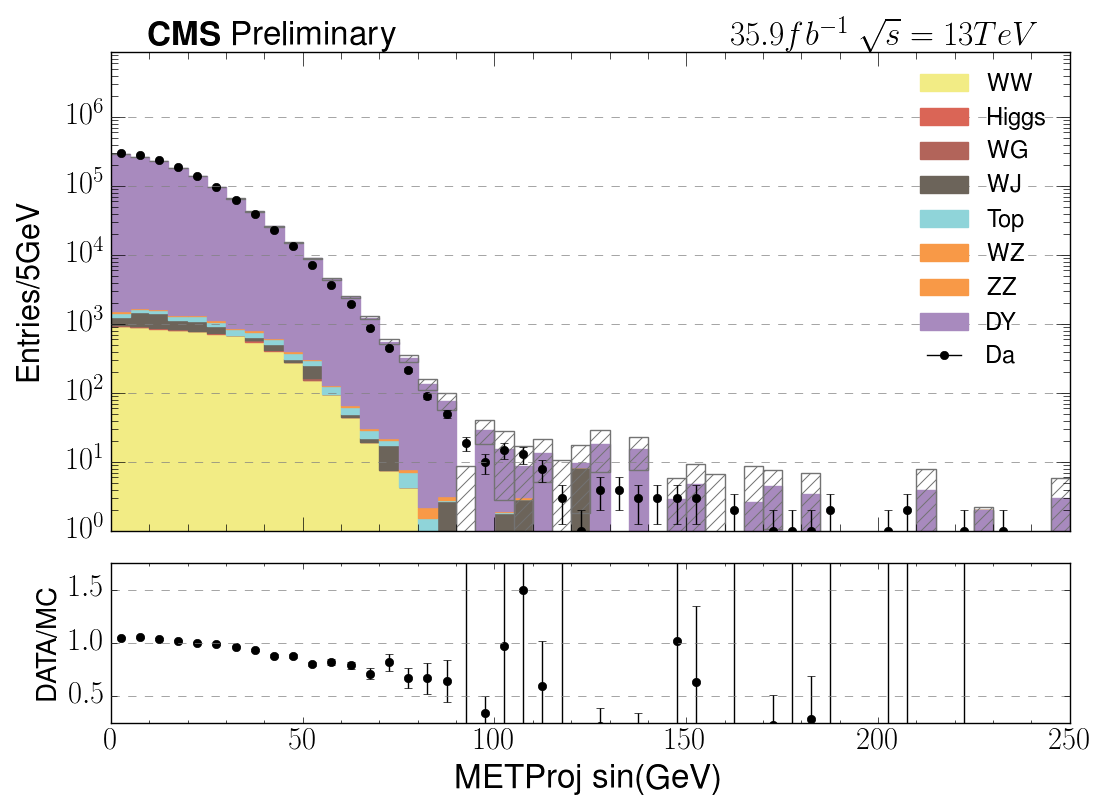 CMS Preliminary 35.9fb⁻¹ √s = 13TeV
WW
Higgs
WG
WJ
Top
WZ
ZZ
DY
Da
Entries/5GeV
10⁶
10⁵
10⁴
10³
10²
10¹
10⁰
DATA/MC
1.5
1.0
0.5
0 50 100 150 200 250
METProj sin(GeV)